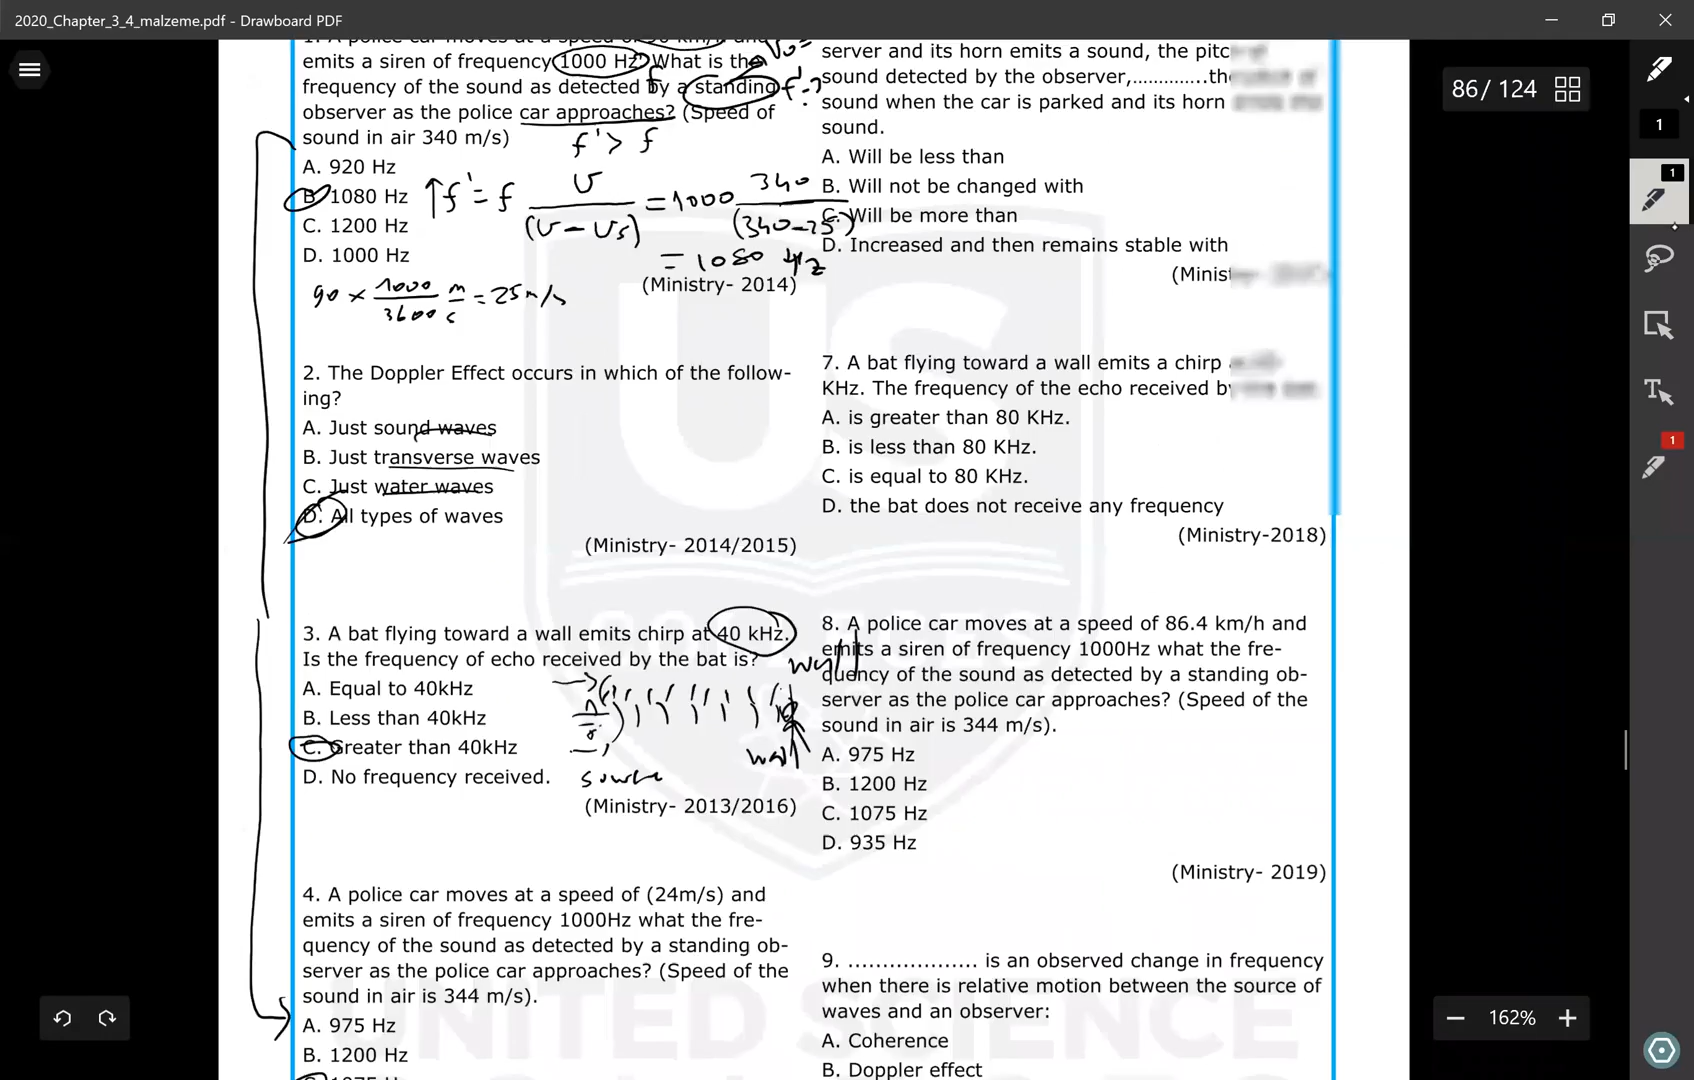 2020_Chapter_3_4_malzeme.pdf - Drawboard PDF
86 / 124
emits a siren of frequency 1000 Hz? What is the
frequency of the sound as detected by a standing
observer as the police car approaches? (Speed of
sound in air 340 m/s)
f
f' = ?
f' > f
A. 920 Hz
B. 1080 Hz
C. 1200 Hz
D. 1000 Hz
↑f' = f v/(v - vs) = 1000 340/(340-25)
= 1080 Hz
(Ministry- 2014)
90 x 1000/3600 m/s = 25 m/s
2. The Doppler Effect occurs in which of the follow-
ing?
A. Just sound waves
B. Just transverse waves
C. Just water waves
D. All types of waves
(Ministry- 2014/2015)
3. A bat flying toward a wall emits chirp at 40 kHz.
Is the frequency of echo received by the bat is?
A. Equal to 40kHz
B. Less than 40kHz
C. Greater than 40kHz
D. No frequency received.
wall
wall
source
(Ministry- 2013/2016)
4. A police car moves at a speed of (24m/s) and
emits a siren of frequency 1000Hz what the fre-
quency of the sound as detected by a standing ob-
server as the police car approaches? (Speed of the
sound in air is 344 m/s).
A. 975 Hz
B. 1200 Hz
server and its horn emits a sound, the pitch
sound detected by the observer,..............the
sound when the car is parked and its horn
sound.
A. Will be less than
B. Will not be changed with
C. Will be more than
D. Increased and then remains stable with
7. A bat flying toward a wall emits a chirp
KHz. The frequency of the echo received by
A. is greater than 80 KHz.
B. is less than 80 KHz.
C. is equal to 80 KHz.
D. the bat does not receive any frequency
(Ministry-2018)
8. A police car moves at a speed of 86.4 km/h and
emits a siren of frequency 1000Hz what the fre-
quency of the sound as detected by a standing ob-
server as the police car approaches? (Speed of the
sound in air is 344 m/s).
A. 975 Hz
B. 1200 Hz
C. 1075 Hz
D. 935 Hz
(Ministry- 2019)
9. .................... is an observed change in frequency
when there is relative motion between the source of
waves and an observer:
A. Coherence
B. Doppler effect
UNITED SCIENCE
US
1
1
1
162%